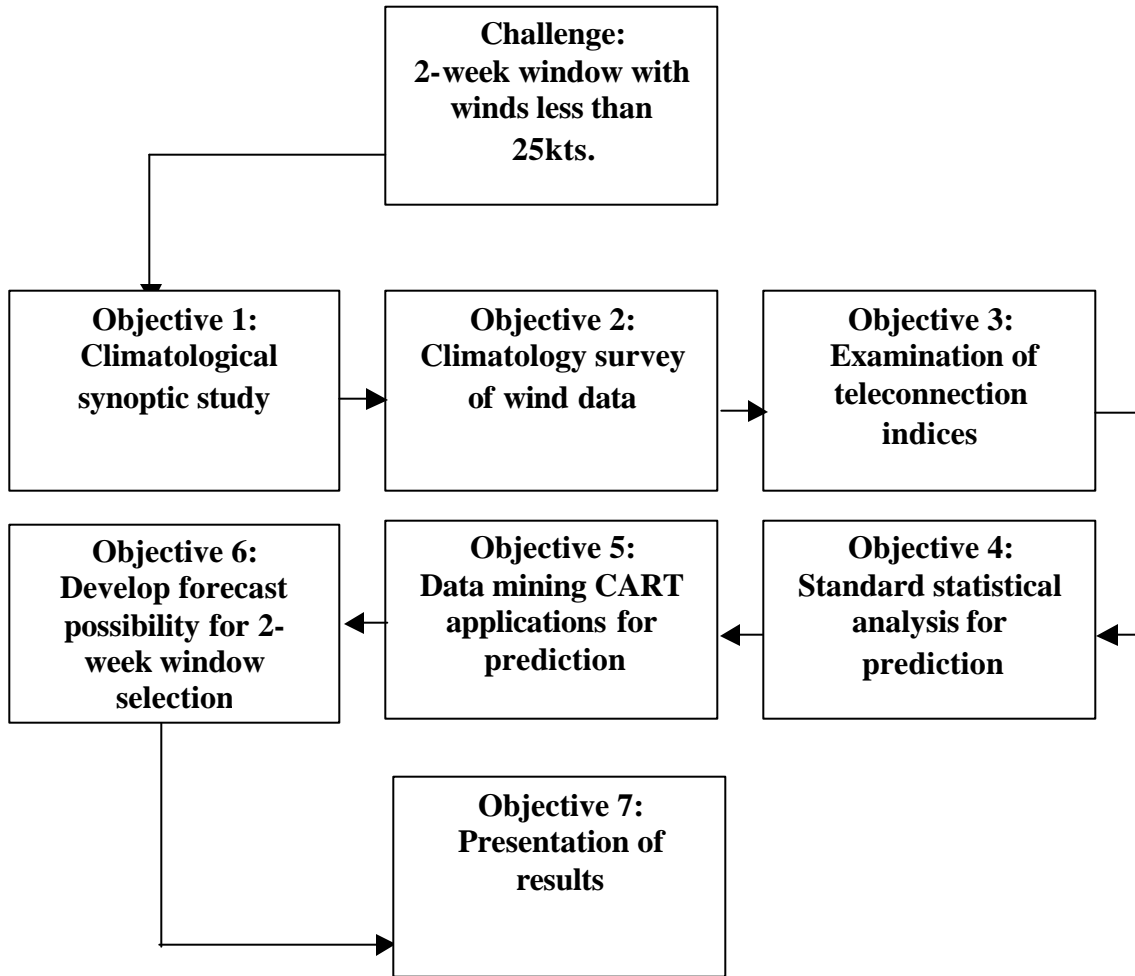 Challenge:
2-week window with
winds less than
25kts.
Objective 1:
Climatological
synoptic study
Objective 2:
Climatology survey
of wind data
Objective 3:
Examination of
teleconnection
indices
Objective 4:
Standard statistical
analysis for
prediction
Objective 5:
Data mining CART
applications for
prediction
Objective 6:
Develop forecast
possibility for 2-
week window
selection
Objective 7:
Presentation of
results